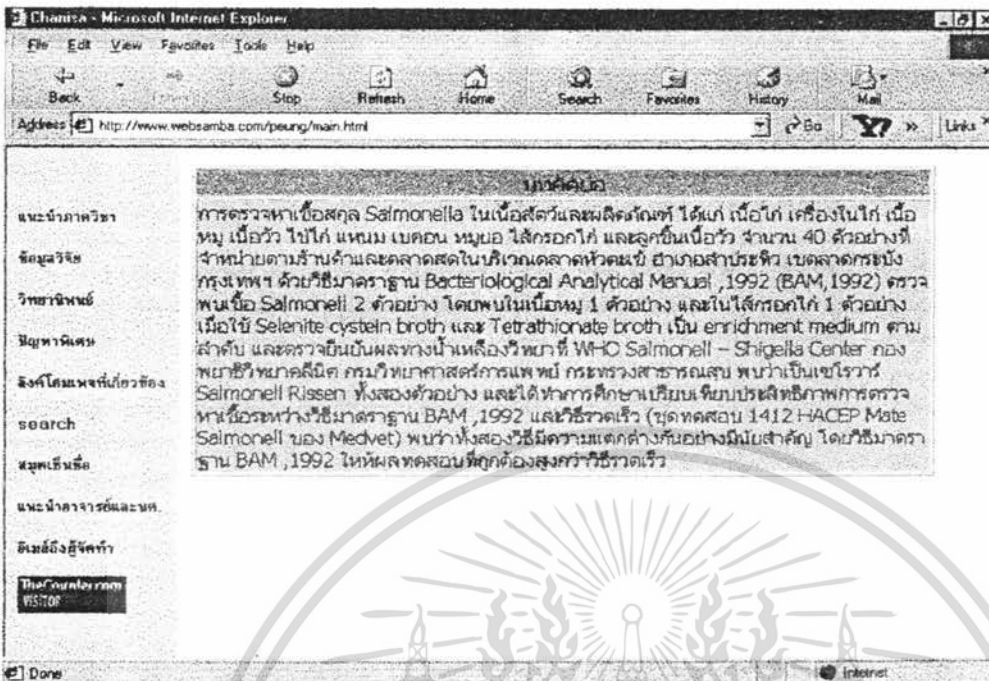 Chanisa - Microsoft Internet Explorer
File Edit View Favorites Tools Help
Back Stop Refresh Home Search Favorites History Mail
Address http://www.websamba.com/peung/main.html Go Links
บทคัดย่อ
การตรวจหาเชื้อสกุล Salmonella ในเนื้อสัตว์และผลิตภัณฑ์ ได้แก่ เนื้อไก่ เครื่องในไก่ เนื้อ
หมู เนื้อวัว ไข่ไก่ แหนม เบคอน หมูยอ ไส้กรอกไก่ และลูกชิ้นเนื้อวัว จำนวน 40 ตัวอย่างที่
จำหน่ายตามร้านค้าและตลาดสดในบริเวณตลาดหัวตะเข้ อำเภอลำปะทิว เขตลาดกระบัง
กรุงเทพฯ ด้วยวิธีมาตราฐาน Bacteriological Analytical Manual ,1992 (BAM,1992) ตรวจ
พบเชื้อ Salmonell 2 ตัวอย่าง โดยพบในเนื้อหมู 1 ตัวอย่าง และในไส้กรอกไก่ 1 ตัวอย่าง
เมื่อใช้ Selenite cystein broth และ Tetrathionate broth เป็น enrichment medium ตาม
ลำดับ และตรวจยืนยันผลทางน้ำเหลืองวิทยาที่ WHO Salmonell – Shigella Center กอง
พยาธิวิทยาคลีนิค กรมวิทยาศาสตร์การแพทย์ กระทรวงสาธารณสุข พบว่าเป็นเซโรวาร์
Salmonell Rissen ทั้งสองตัวอย่าง และได้ทำการศึกษาเปรียบเทียบประสิทธิภาพการตรวจ
หาเชื้อระหว่างวิธีมาตราฐาน BAM ,1992 และวิธีรวดเร็ว (ชุดทดสอบ 1412 HACEP Mate
Salmonell ของ Medvet) พบว่าทั้งสองวิธีมีความแตกต่างกันอย่างมีนัยสำคัญ โดยวิธีมาตรา
ฐาน BAM ,1992 ให้ผลทดสอบที่ถูกต้องสูงกว่าวิธีรวดเร็ว
แนะนำภาควิชา
ข้อมูลวิจัย
วิทยานิพนธ์
ปัญหาพิเศษ
ลิงค์โฮมเพจที่เกี่ยวข้อง
search
สมุดเซ็นชื่อ
แนะนำอาจารย์และนศ.
อีเมล์ถึงผู้จัดทำ
TheCounter.com
VISITOR
Done Internet